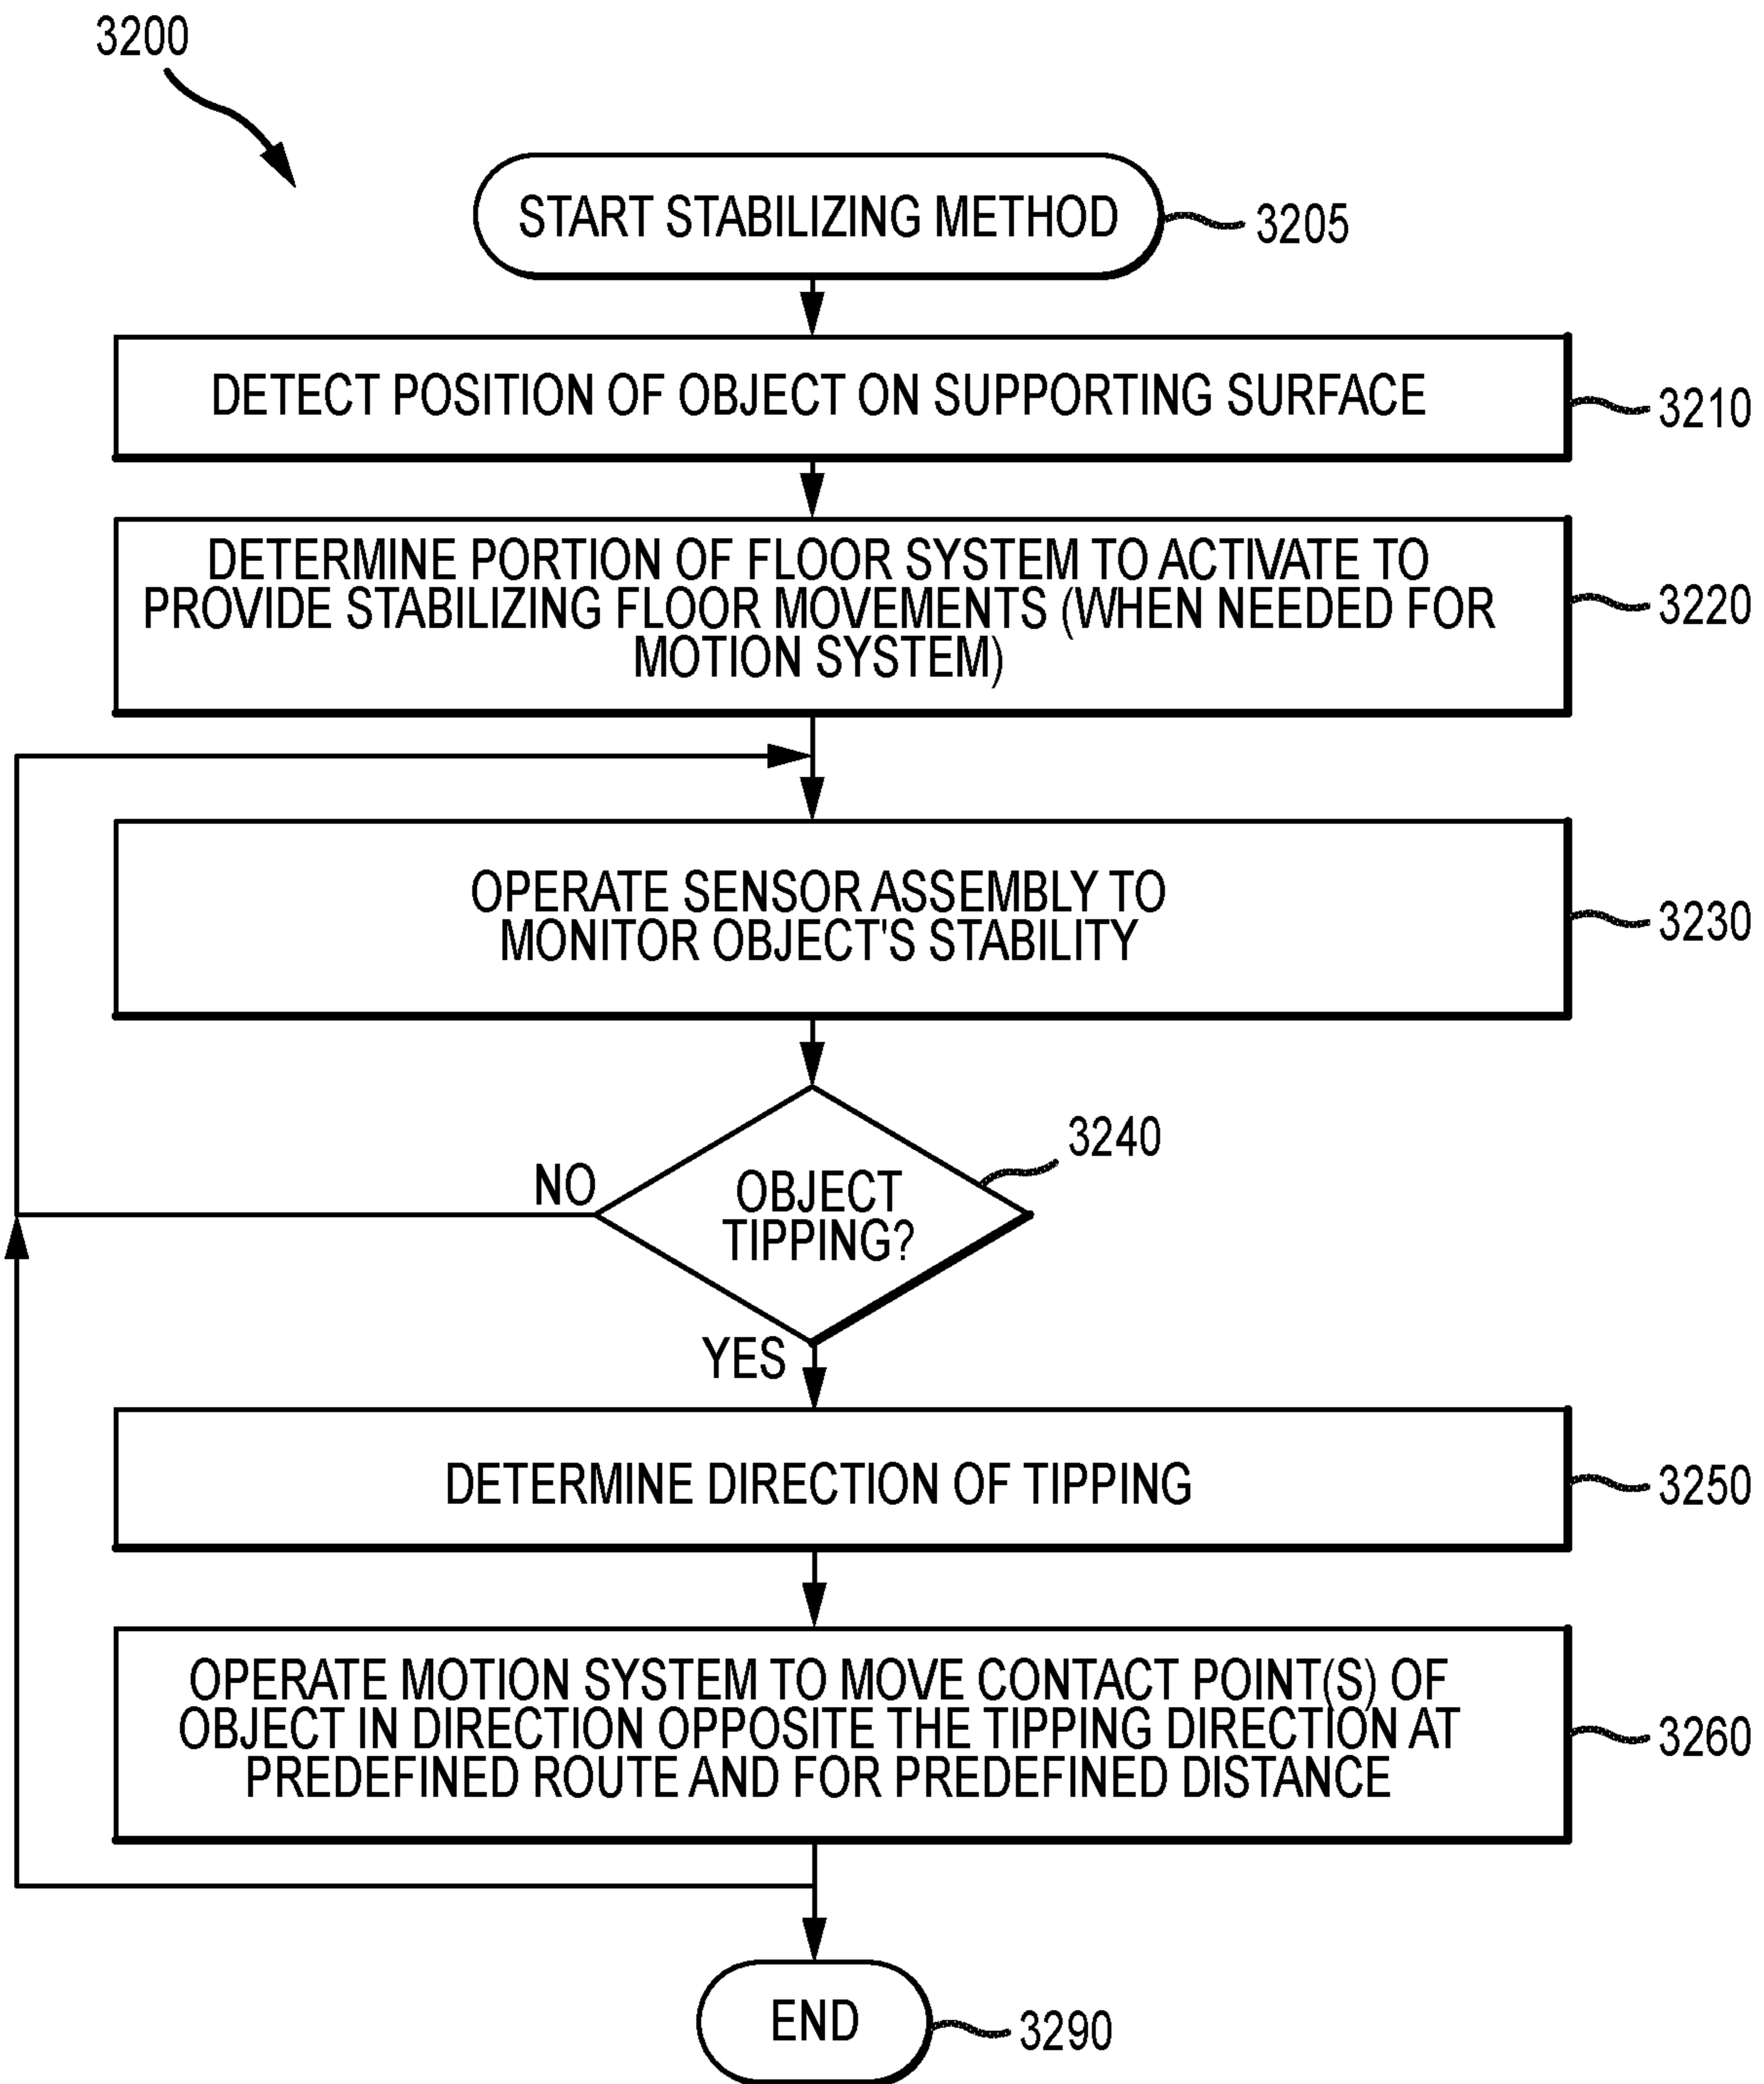 3200
START STABILIZING METHOD
3205
DETECT POSITION OF OBJECT ON SUPPORTING SURFACE
3210
DETERMINE PORTION OF FLOOR SYSTEM TO ACTIVATE TO
PROVIDE STABILIZING FLOOR MOVEMENTS (WHEN NEEDED FOR
MOTION SYSTEM)
3220
OPERATE SENSOR ASSEMBLY TO
MONITOR OBJECT'S STABILITY
3230
OBJECT
TIPPING?
3240
NO
YES
DETERMINE DIRECTION OF TIPPING
3250
OPERATE MOTION SYSTEM TO MOVE CONTACT POINT(S) OF
OBJECT IN DIRECTION OPPOSITE THE TIPPING DIRECTION AT
PREDEFINED ROUTE AND FOR PREDEFINED DISTANCE
3260
END
3290